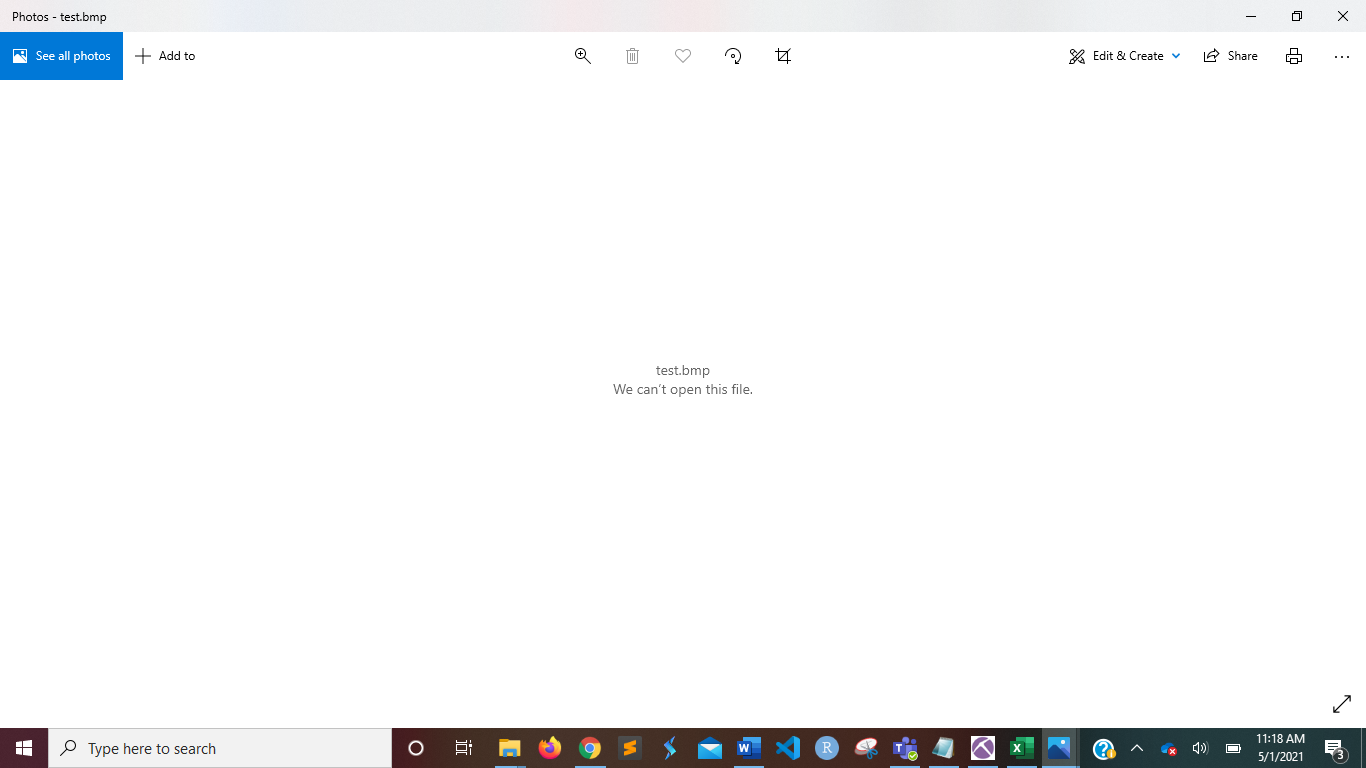 Photos - test.bmp
See all photos
Add to
Edit & Create
Share
test.bmp
We can't open this file.
Type here to search
W
R
T
X
?
11:18 AM
5/1/2021
3